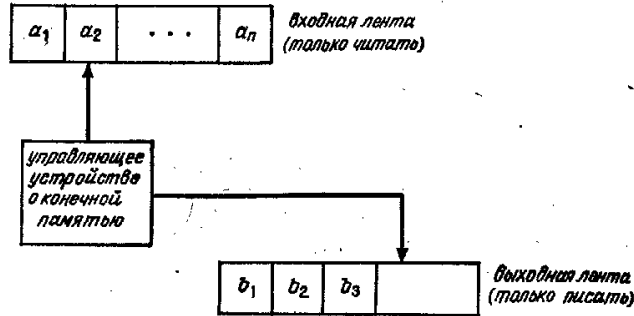 a₁ a₂ ... aₙ
входная лента
(только читать)
управляющее
устройство
с конечной
памятью
b₁ b₂ b₃
выходная лента
(только писать)